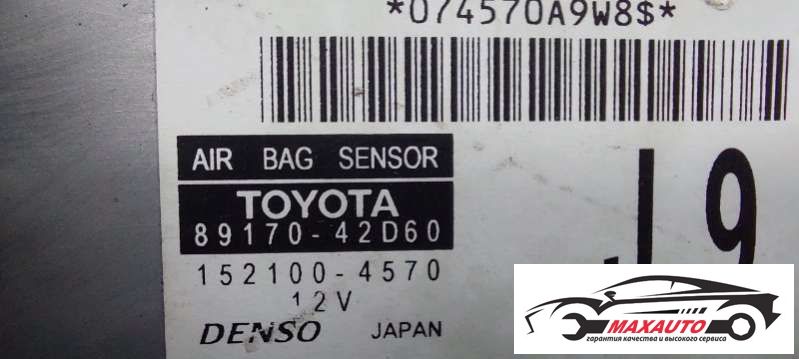 *074570A9W8$*
AIR BAG SENSOR
TOYOTA
89170-42D60
152100-4570
12V
DENSO JAPAN
J9
MAXAUTO
гарантия качества и высокого сервиса